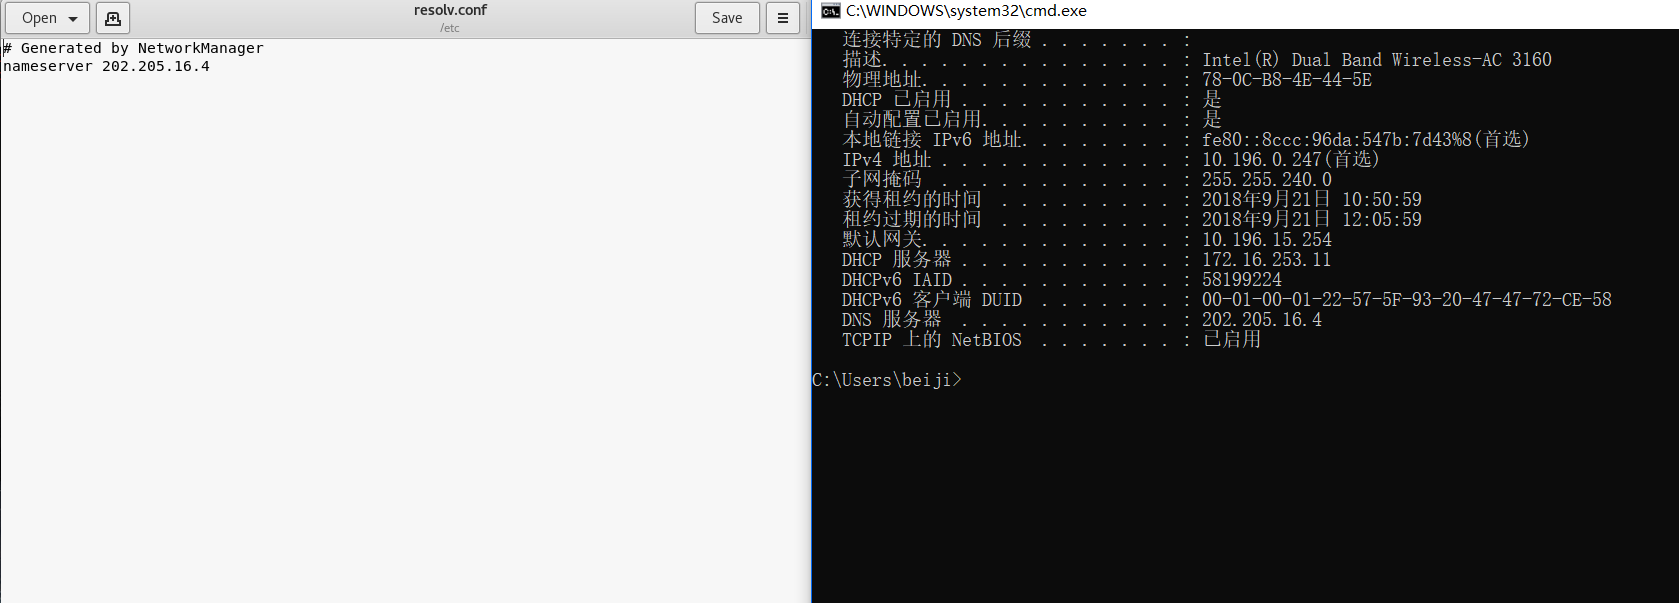 Open
resolv.conf
/etc
Save
# Generated by NetworkManager
nameserver 202.205.16.4
C:\WINDOWS\system32\cmd.exe
连接特定的 DNS 后缀 . . . . . . . :
描述. . . . . . . . . . . . . . . : Intel(R) Dual Band Wireless-AC 3160
物理地址. . . . . . . . . . . . . : 78-0C-B8-4E-44-5E
DHCP 已启用 . . . . . . . . . . . : 是
自动配置已启用. . . . . . . . . . : 是
本地链接 IPv6 地址. . . . . . . . : fe80::8ccc:96da:547b:7d43%8(首选)
IPv4 地址 . . . . . . . . . . . . : 10.196.0.247(首选)
子网掩码  . . . . . . . . . . . . : 255.255.240.0
获得租约的时间  . . . . . . . . . : 2018年9月21日 10:50:59
租约过期的时间  . . . . . . . . . : 2018年9月21日 12:05:59
默认网关. . . . . . . . . . . . . : 10.196.15.254
DHCP 服务器 . . . . . . . . . . . : 172.16.253.11
DHCPv6 IAID . . . . . . . . . . . : 58199224
DHCPv6 客户端 DUID  . . . . . . . : 00-01-00-01-22-57-5F-93-20-47-47-72-CE-58
DNS 服务器  . . . . . . . . . . . : 202.205.16.4
TCPIP 上的 NetBIOS  . . . . . . . : 已启用
C:\Users\beiji>